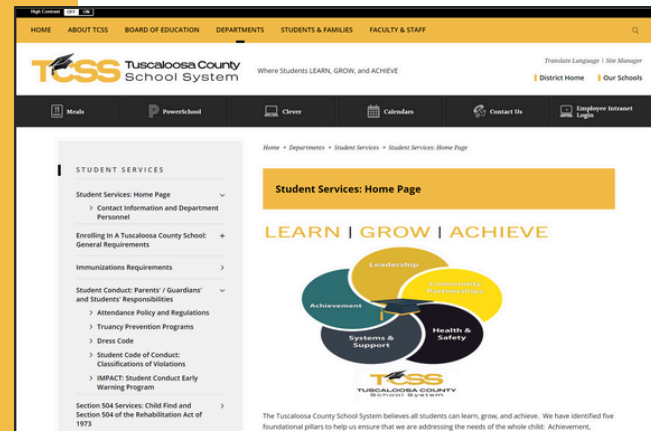 High Contrast OFF ON
HOME ABOUT TCSS BOARD OF EDUCATION DEPARTMENTS STUDENTS & FAMILIES FACULTY & STAFF
TCSS Tuscaloosa County
School System
Where Students LEARN, GROW, and ACHIEVE
Translate Language | Site Manager
District Home Our Schools
Meals PowerSchool Clever Calendars Contact Us Employee Intranet
Login
Home Departments Student Services Student Services: Home Page
STUDENT SERVICES
Student Services: Home Page
Contact Information and Department
Personnel
Enrolling In A Tuscaloosa County School:
General Requirements
Immunizations Requirements
Student Conduct: Parents' / Guardians'
and Students' Responsibilities
Attendance Policy and Regulations
Truancy Prevention Programs
Dress Code
Student Code of Conduct:
Classifications of Violations
IMPACT: Student Conduct Early
Warning Program
Section 504 Services: Child Find and
Section 504 of the Rehabilitation Act of
1973
Student Services: Home Page
LEARN | GROW | ACHIEVE
Leadership
Community
Partnerships
Achievement
Systems &
Support
Health &
Safety
TCSS
TUSCALOOSA COUNTY
School System
The Tuscaloosa County School System believes all students can learn, grow, and achieve. We have identified five
foundational pillars to help us ensure that we are addressing the needs of the whole child: Achievement,